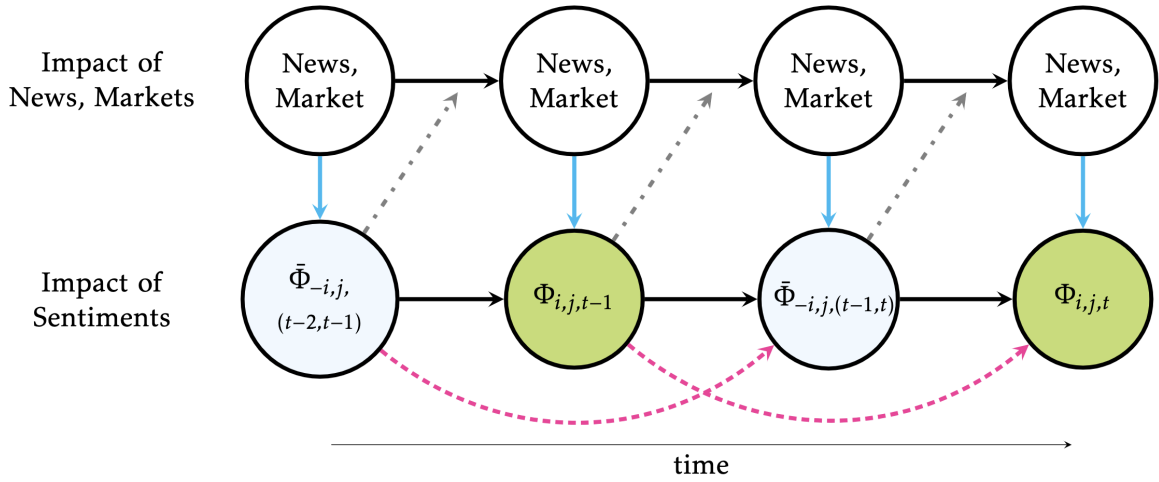 Impact of
News, Markets
News,
Market
News,
Market
News,
Market
News,
Market
Impact of
Sentiments
Φ̄₋ᵢ,ⱼ,
(t−2,t−1)
Φi,j,t−1
Φ̄−i,j,(t−1,t)
Φi,j,t
time